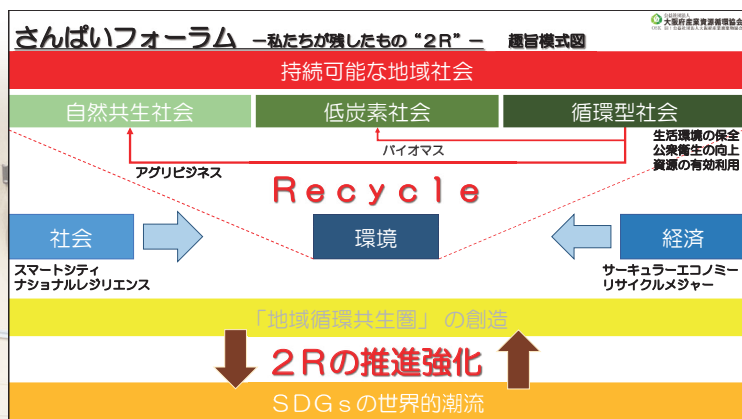 さんぱいフォーラム －私たちが残したもの“２Ｒ”－ 趣旨模式図
公益社団法人
大阪府産業資源循環協会
持続可能な地域社会
自然共生社会
低炭素社会
循環型社会
バイオマス
生活環境の保全
公衆衛生の向上
資源の有効利用
アグリビジネス
Ｒｅｃｙｃｌｅ
社会
環境
経済
スマートシティ
ナショナルレジリエンス
サーキュラーエコノミー
リサイクルメジャー
「地域循環共生圏」の創造
２Ｒの推進強化
ＳＤＧｓの世界的潮流